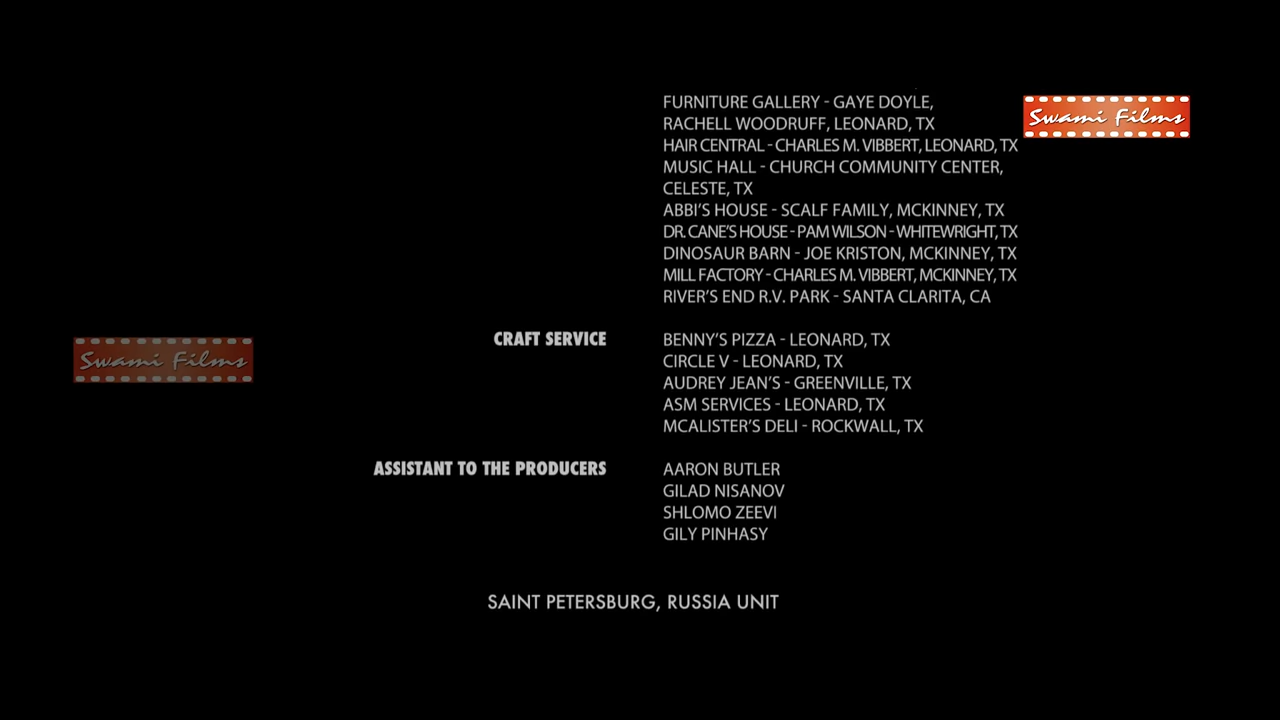 FURNITURE GALLERY - GAYE DOYLE,
RACHELL WOODRUFF, LEONARD, TX
Swami Films
HAIR CENTRAL - CHARLES M. VIBBERT, LEONARD, TX
MUSIC HALL - CHURCH COMMUNITY CENTER,
CELESTE, TX
ABBI'S HOUSE - SCALF FAMILY, MCKINNEY, TX
DR. CANE'S HOUSE - PAM WILSON - WHITEWRIGHT, TX
DINOSAUR BARN - JOE KRISTON, MCKINNEY, TX
MILL FACTORY - CHARLES M. VIBBERT, MCKINNEY, TX
RIVER'S END R.V. PARK - SANTA CLARITA, CA
CRAFT SERVICE BENNY'S PIZZA - LEONARD, TX
Swami Films
CIRCLE V - LEONARD, TX
AUDREY JEAN'S - GREENVILLE, TX
ASM SERVICES - LEONARD, TX
MCALISTER'S DELI - ROCKWALL, TX
ASSISTANT TO THE PRODUCERS AARON BUTLER
GILAD NISANOV
SHLOMO ZEEVI
GILY PINHASY
SAINT PETERSBURG, RUSSIA UNIT